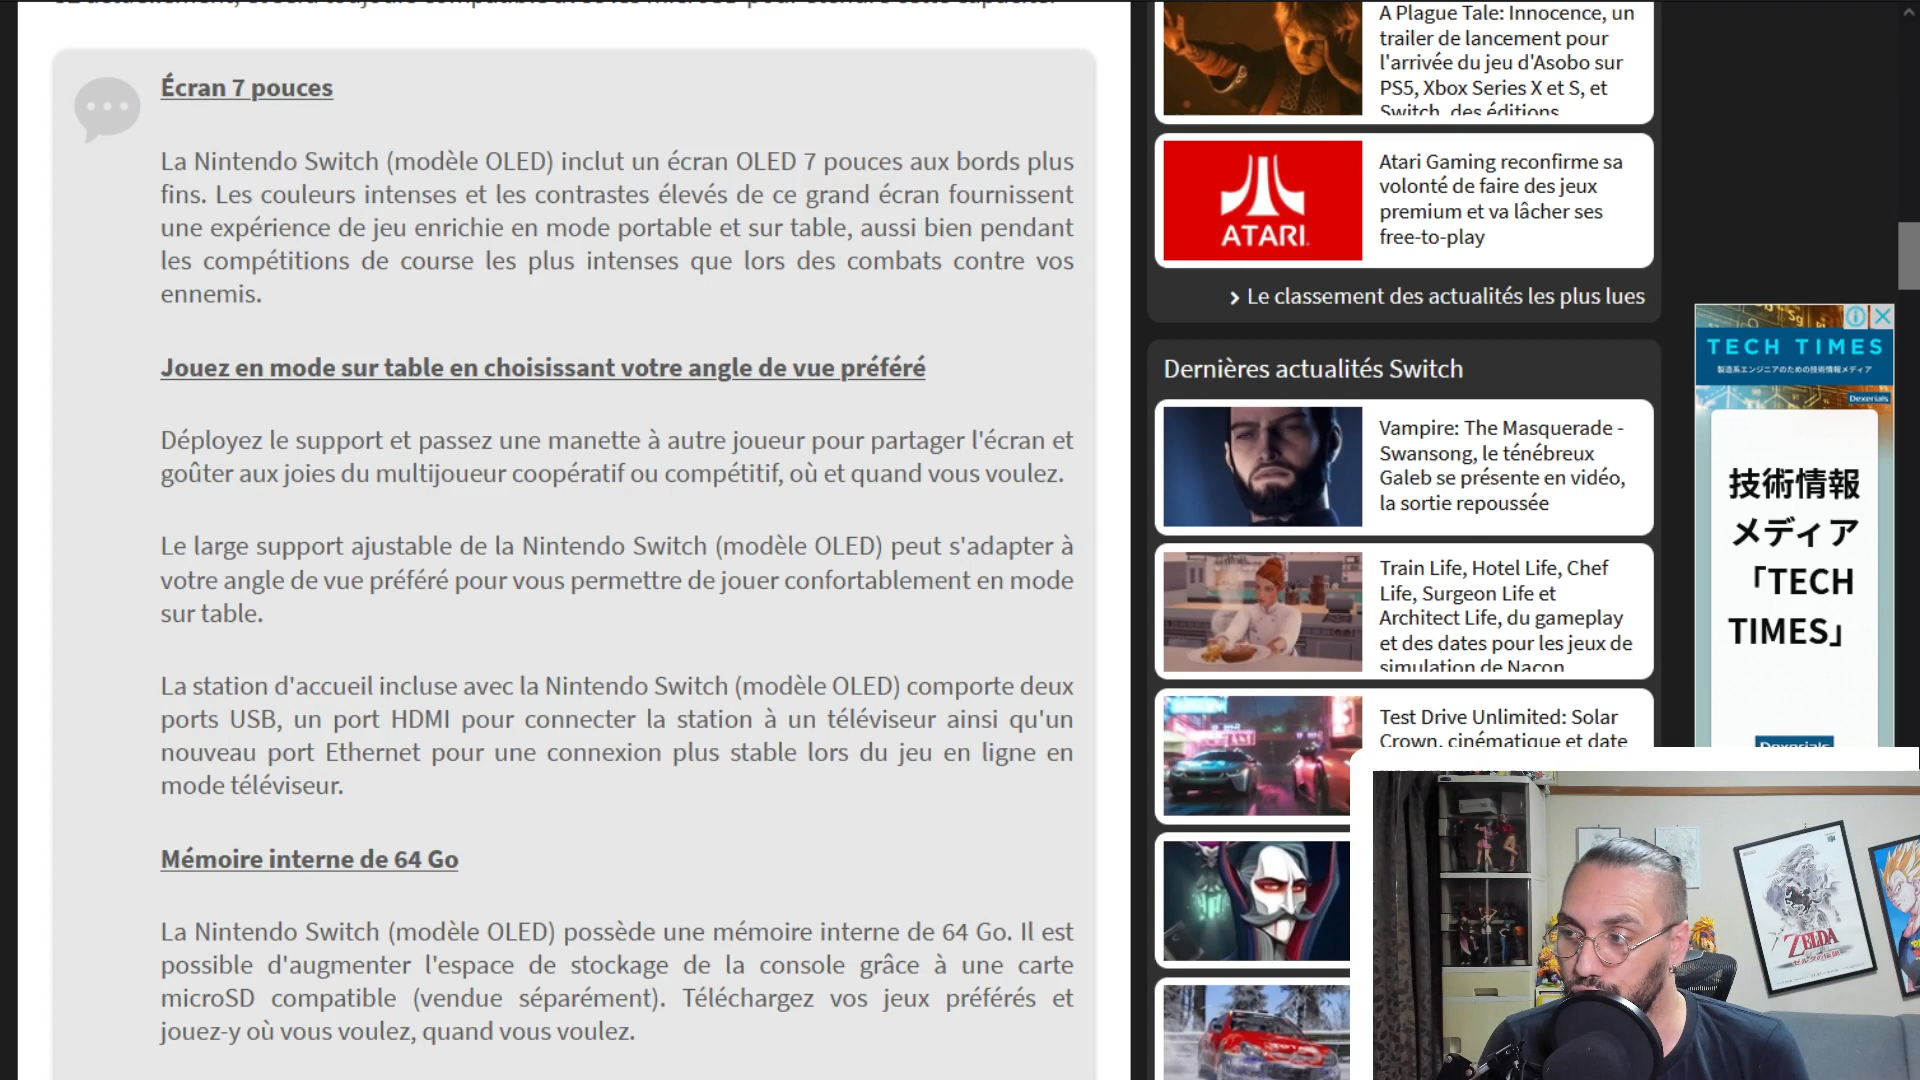 Écran 7 pouces
La Nintendo Switch (modèle OLED) inclut un écran OLED 7 pouces aux bords plus
fins. Les couleurs intenses et les contrastes élevés de ce grand écran fournissent
une expérience de jeu enrichie en mode portable et sur table, aussi bien pendant
les compétitions de course les plus intenses que lors des combats contre vos
ennemis.
Jouez en mode sur table en choisissant votre angle de vue préféré
Déployez le support et passez une manette à autre joueur pour partager l'écran et
goûter aux joies du multijoueur coopératif ou compétitif, où et quand vous voulez.
Le large support ajustable de la Nintendo Switch (modèle OLED) peut s'adapter à
votre angle de vue préféré pour vous permettre de jouer confortablement en mode
sur table.
La station d'accueil incluse avec la Nintendo Switch (modèle OLED) comporte deux
ports USB, un port HDMI pour connecter la station à un téléviseur ainsi qu'un
nouveau port Ethernet pour une connexion plus stable lors du jeu en ligne en
mode téléviseur.
Mémoire interne de 64 Go
La Nintendo Switch (modèle OLED) possède une mémoire interne de 64 Go. Il est
possible d'augmenter l'espace de stockage de la console grâce à une carte
microSD compatible (vendue séparément). Téléchargez vos jeux préférés et
jouez-y où vous voulez, quand vous voulez.
A Plague Tale: Innocence, un
trailer de lancement pour
l'arrivée du jeu d'Asobo sur
PS5, Xbox Series X et S, et
Switch, des éditions
ATARI
Atari Gaming reconfirme sa
volonté de faire des jeux
premium et va lâcher ses
free-to-play
Le classement des actualités les plus lues
Dernières actualités Switch
Vampire: The Masquerade -
Swansong, le ténébreux
Galeb se présente en vidéo,
la sortie repoussée
Train Life, Hotel Life, Chef
Life, Surgeon Life et
Architect Life, du gameplay
et des dates pour les jeux de
simulation de Nacon
Test Drive Unlimited: Solar
Crown, cinématique et date
TECH TIMES
製造系エンジニアのための技術情報メディア
Dexerials
技術情報
メディア
「TECH
TIMES」
Dexerials
ZELDA